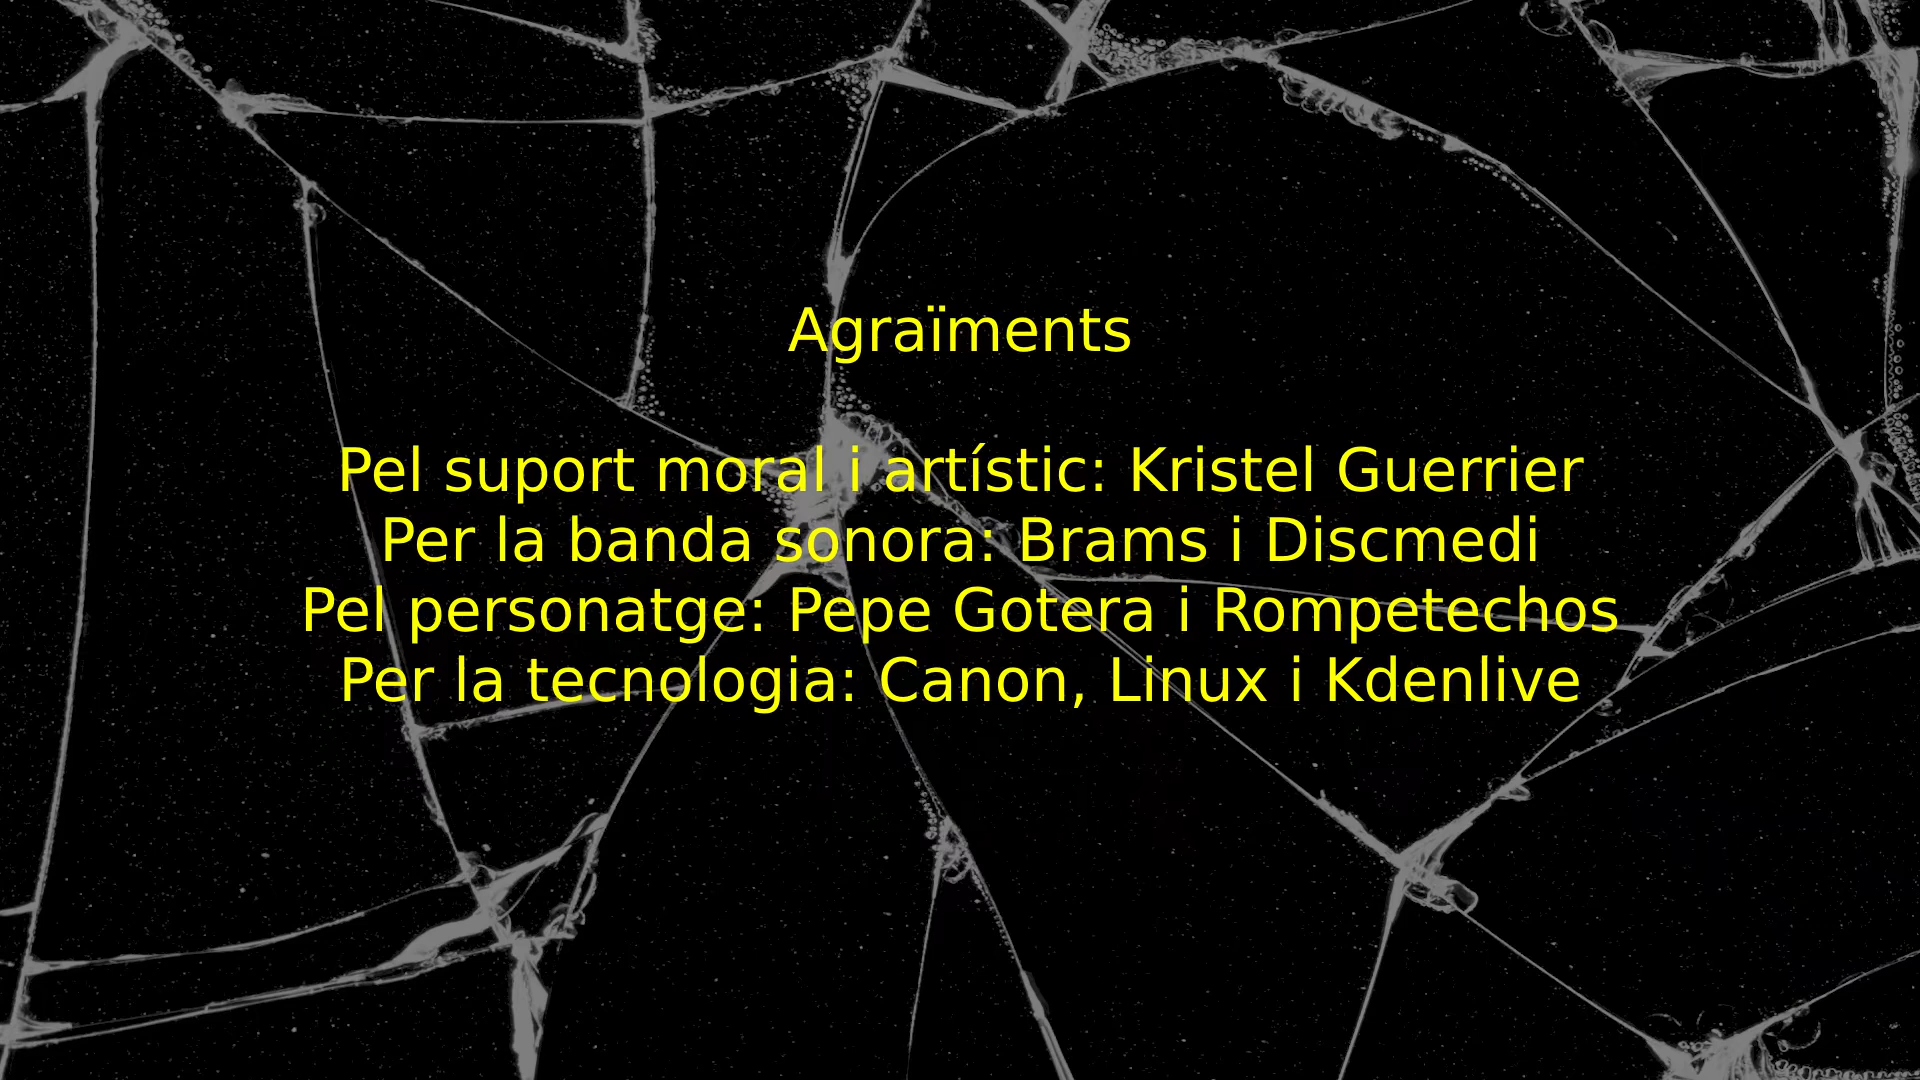 Agraïments
Pel suport moral i artístic: Kristel Guerrier
Per la banda sonora: Brams i Discmedi
Pel personatge: Pepe Gotera i Rompetechos
Per la tecnologia: Canon, Linux i Kdenlive